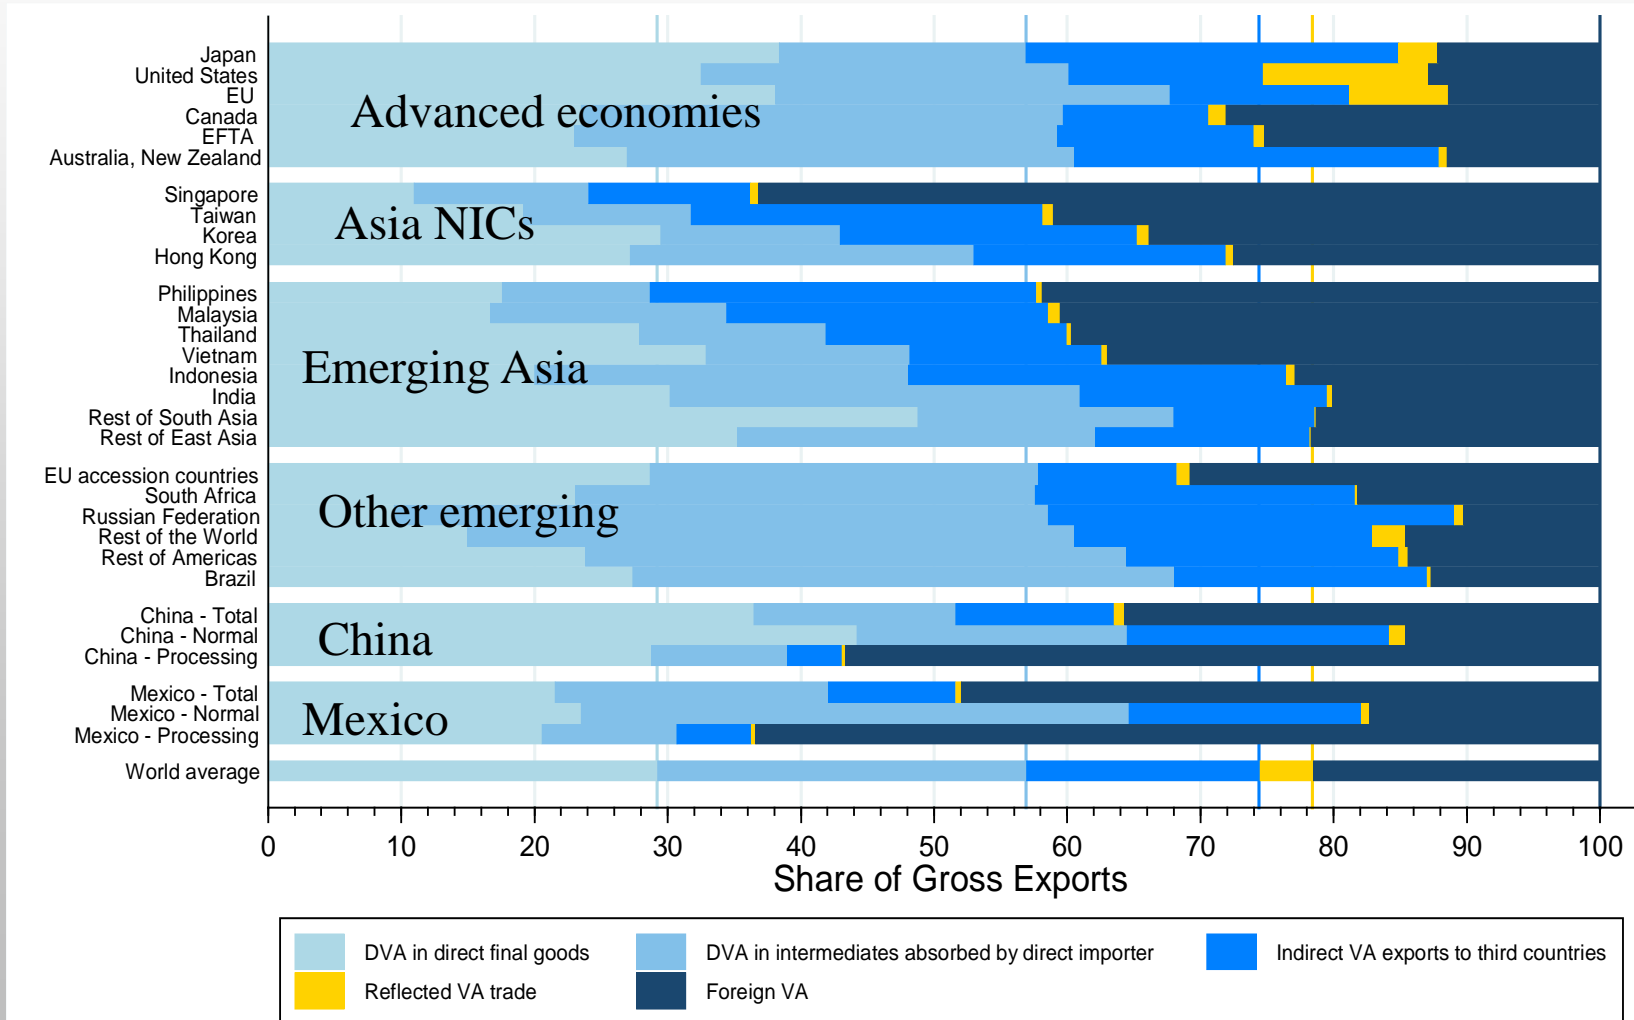 Japan
United States
EU
Canada
EFTA
Australia, New Zealand
Advanced economies
Singapore
Taiwan
Korea
Hong Kong
Asia NICs
Philippines
Malaysia
Thailand
Vietnam
Indonesia
India
Rest of South Asia
Rest of East Asia
Emerging Asia
EU accession countries
South Africa
Russian Federation
Rest of the World
Rest of Americas
Brazil
Other emerging
China - Total
China - Normal
China - Processing
China
Mexico - Total
Mexico - Normal
Mexico - Processing
Mexico
World average
0 10 20 30 40 50 60 70 80 90 100
Share of Gross Exports
DVA in direct final goods DVA in intermediates absorbed by direct importer Indirect VA exports to third countries
Reflected VA trade Foreign VA